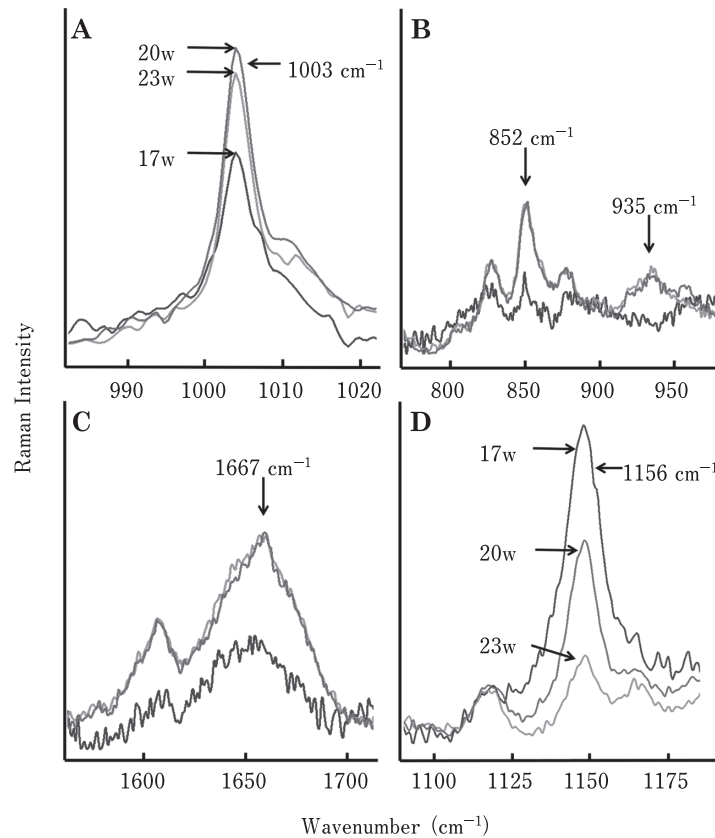 A
20w
1003 cm⁻¹
23w
17w
990 1000 1010 1020
B
852 cm⁻¹
935 cm⁻¹
800 850 900 950
Raman Intensity
C
1667 cm⁻¹
1600 1650 1700
D
17w
1156 cm⁻¹
20w
23w
1100 1125 1150 1175
Wavenumber (cm⁻¹)